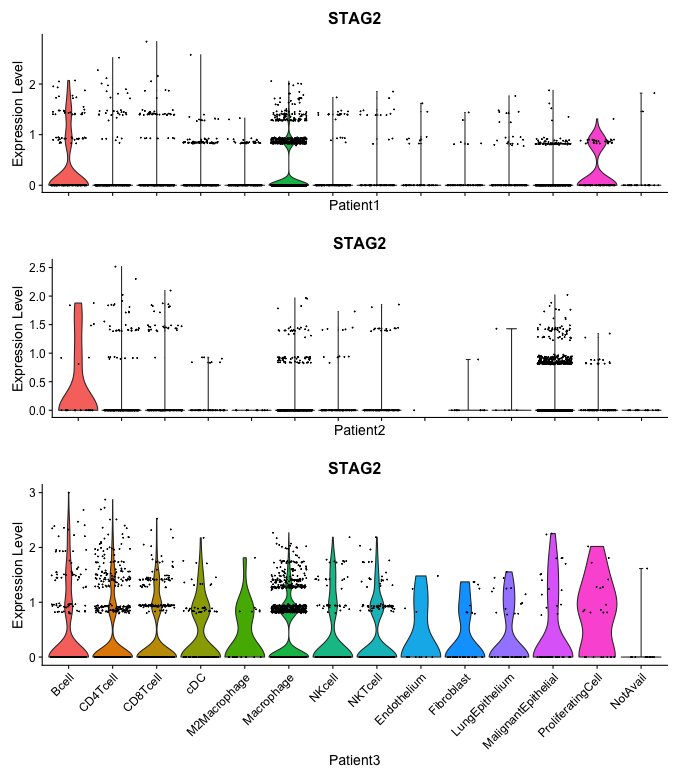 STAG2
Expression Level
2
1
0
Patient1
STAG2
Expression Level
2.5
2.0
1.5
1.0
0.5
0.0
Patient2
STAG2
Expression Level
3
2
1
0
Bcell
CD4Tcell
CD8Tcell
cDC
M2Macrophage
Macrophage
NKcell
NKTcell
Endothelium
Fibroblast
LungEpithelium
MalignantEpithelial
ProliferatingCell
NotAvail
Patient3